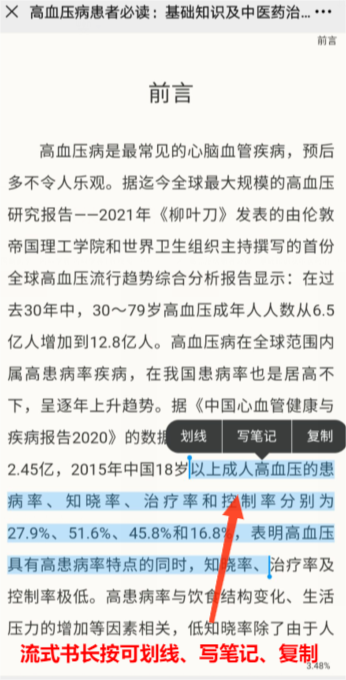 高血压病患者必读：基础知识及中医药治...
前言
前言
高血压病是最常见的心脑血管疾病，预后
多不令人乐观。据迄今全球最大规模的高血压
研究报告——2021年《柳叶刀》发表的由伦敦
帝国理工学院和世界卫生组织主持撰写的首份
全球高血压流行趋势综合分析报告显示：在过
去30年中，30～79岁高血压成年人人数从6.5
亿人增加到12.8亿人。高血压病在全球范围内
属高患病率疾病，在我国患病率也是居高不
下，呈逐年上升趋势。据《中国心血管健康与
疾病报告2020》的数据
划线 写笔记 复制
2.45亿，2015年中国18岁以上成人高血压的患
病率、知晓率、治疗率和控制率分别为
27.9%、51.6%、45.8%和16.8%，表明高血压
具有高患病率特点的同时，知晓率、治疗率及
控制率极低。高患病率与饮食结构变化、生活
压力的增加等因素相关，低知晓率除了由于人
流式书长按可划线、写笔记、复制
3.48%